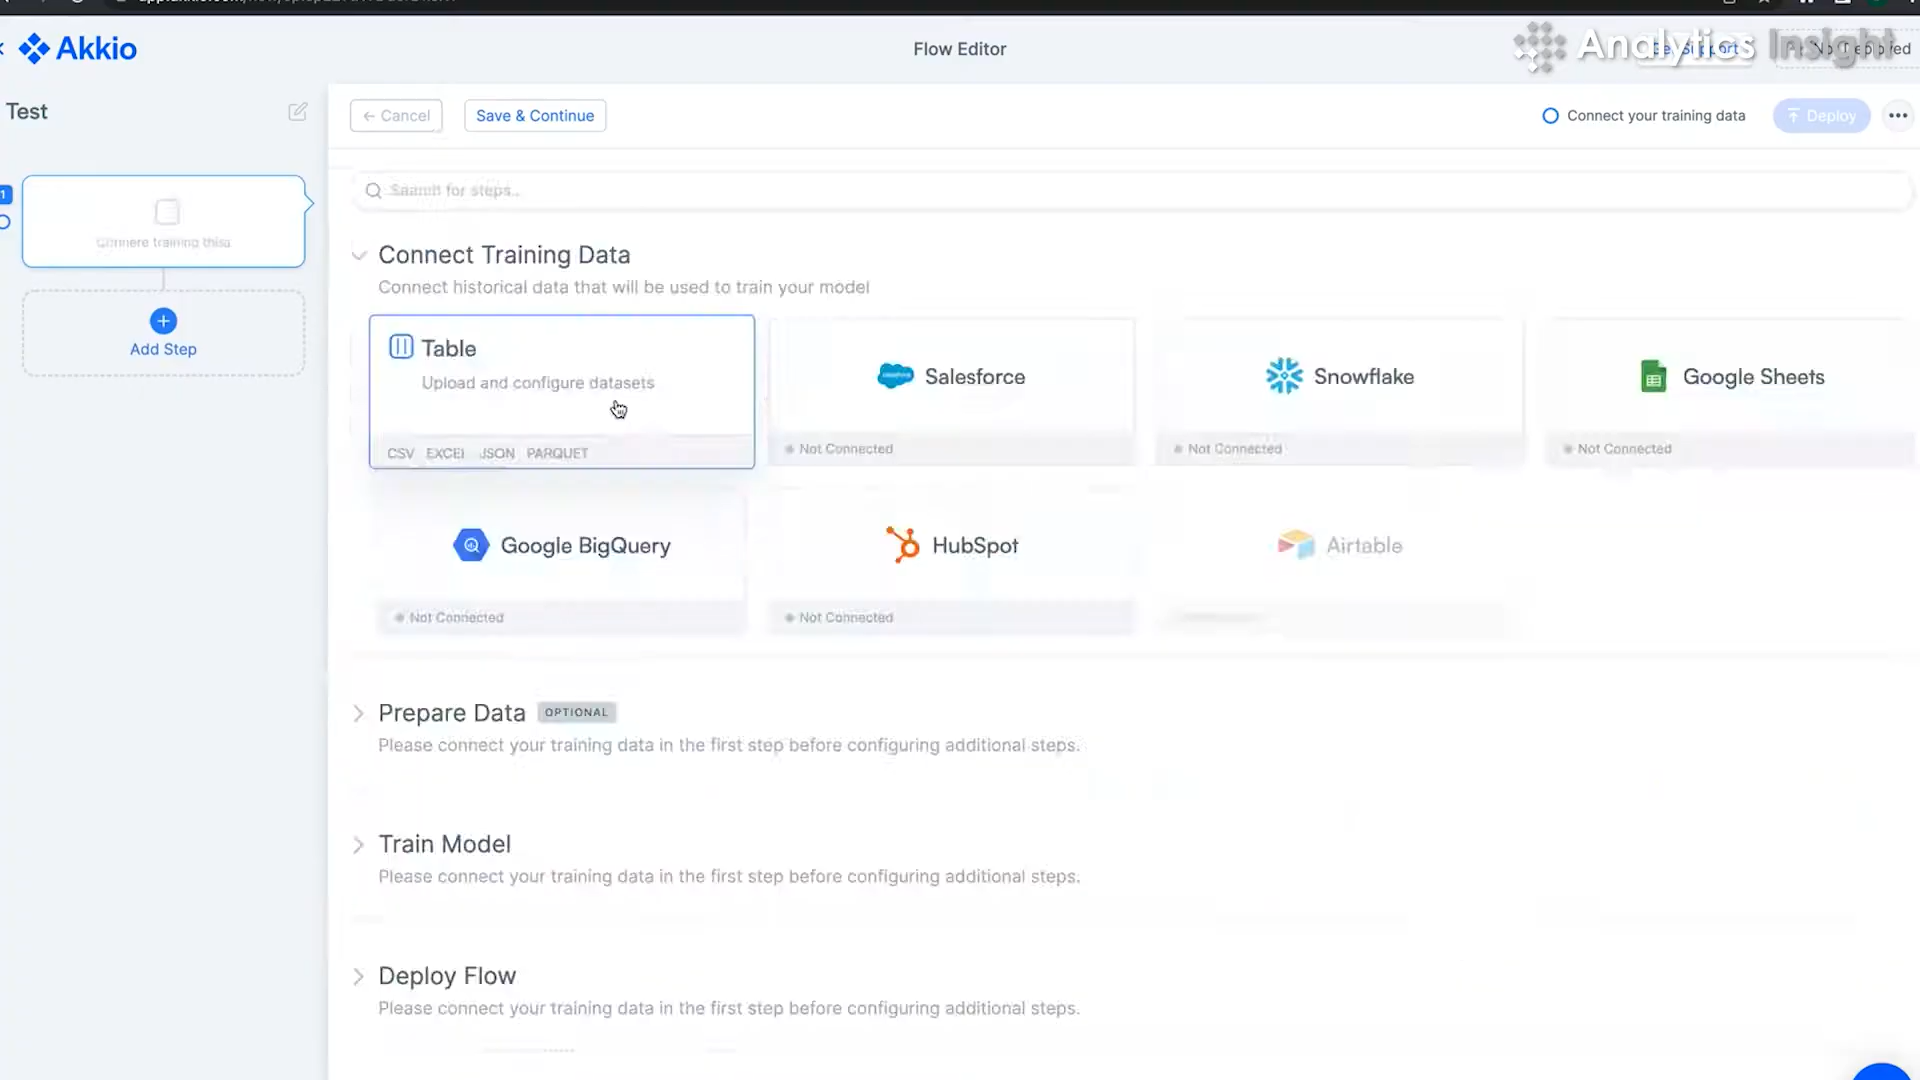 Akkio
Flow Editor
Analytics Insight
Test
Cancel
Save & Continue
Connect your training data
Deploy
1
Search for steps...
Add Step
Connect Training Data
Connect historical data that will be used to train your model
Table
Upload and configure datasets
CSV EXCEL JSON PARQUET
Salesforce
Not Connected
Snowflake
Not Connected
Google Sheets
Not Connected
Google BigQuery
Not Connected
HubSpot
Not Connected
Airtable
Prepare Data OPTIONAL
Please connect your training data in the first step before configuring additional steps.
Train Model
Please connect your training data in the first step before configuring additional steps.
Deploy Flow
Please connect your training data in the first step before configuring additional steps.